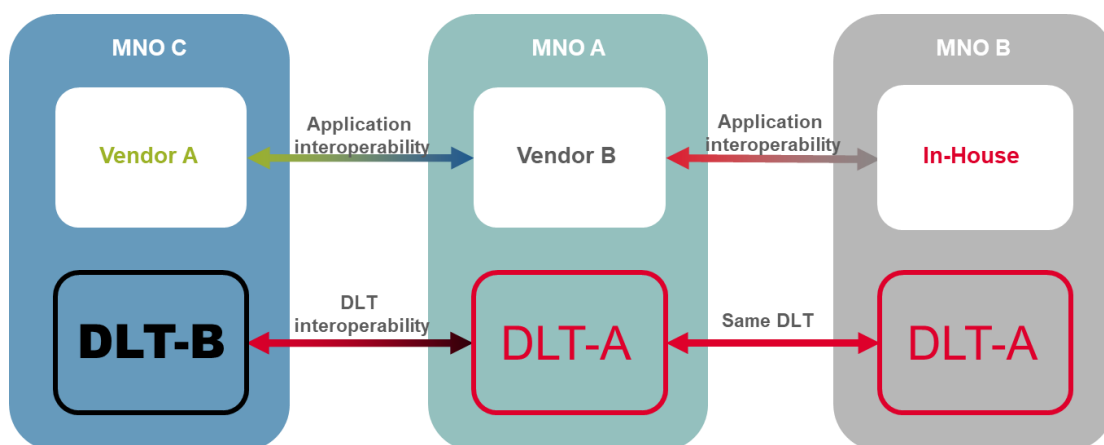 MNO C
MNO A
MNO B
Vendor A
Application
interoperability
Vendor B
Application
interoperability
In-House
DLT-B
DLT
interoperability
DLT-A
Same DLT
DLT-A